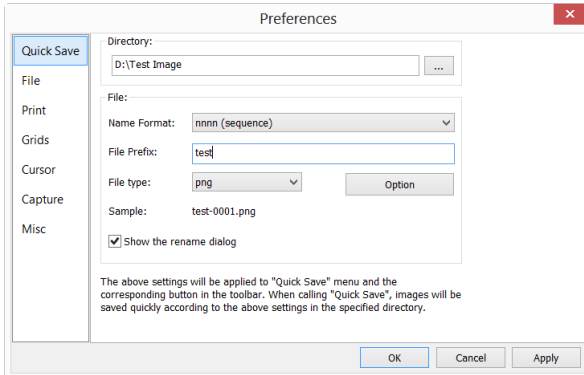 Preferences
Quick Save
File
Print
Grids
Cursor
Capture
Misc
Directory:
D:\Test Image
...
File:
Name Format: nnnn (sequence)
File Prefix: test
File type: png Option
Sample: test-0001.png
Show the rename dialog
The above settings will be applied to "Quick Save" menu and the
corresponding button in the toolbar. When calling "Quick Save", images will be
saved quickly according to the above settings in the specified directory.
OK Cancel Apply